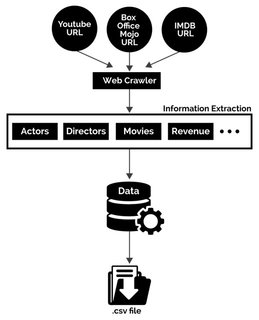 Youtube
URL
Box
Office
Mojo
URL
IMDB
URL
Web Crawler
Information Extraction
Actors
Directors
Movies
Revenue
Data
.csv file